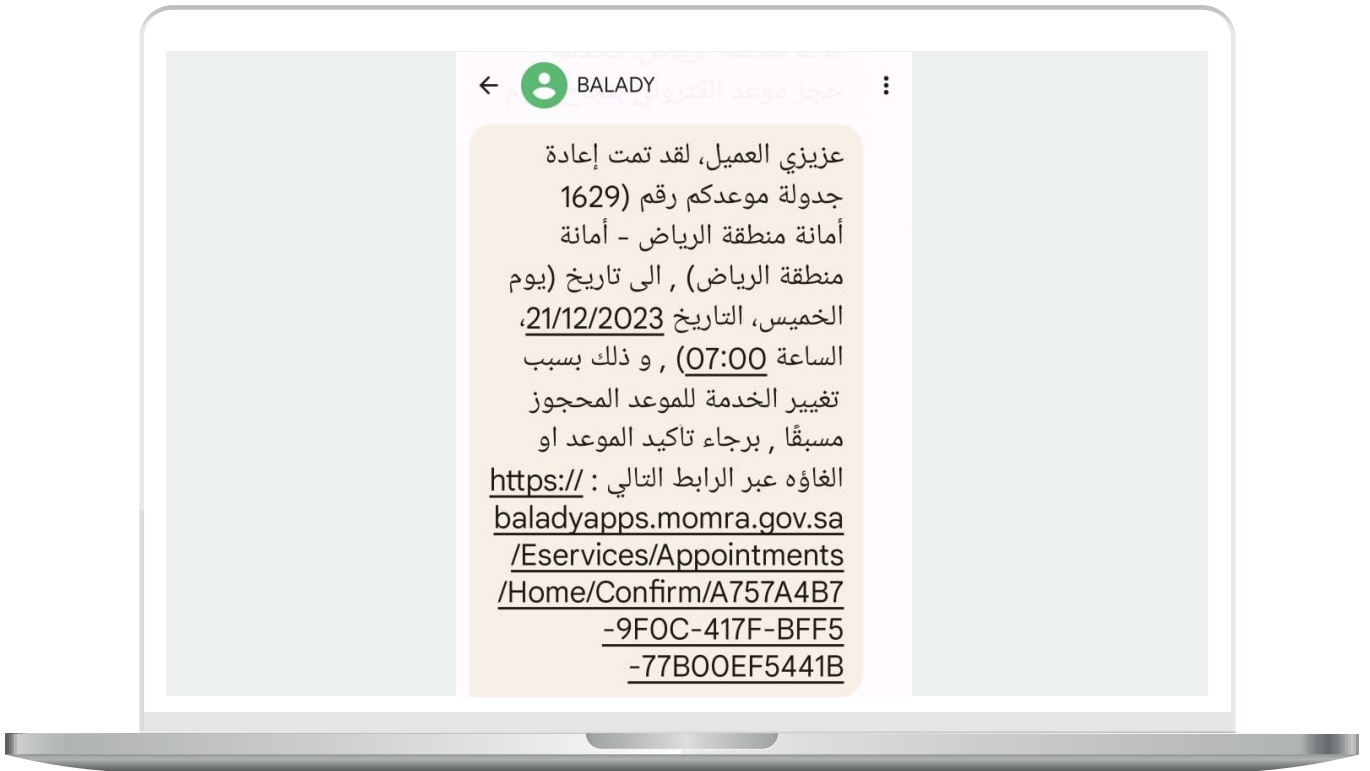 BALADY
عزيزي العميل، لقد تمت إعادة
جدولة موعدكم رقم (1629
أمانة منطقة الرياض - أمانة
منطقة الرياض) , الى تاريخ (يوم
الخميس، التاريخ 21/12/2023،
الساعة 07:00) , و ذلك بسبب
تغيير الخدمة للموعد المحجوز
مسبقًا , برجاء تأكيد الموعد او
الغاؤه عبر الرابط التالي : https://
baladyapps.momra.gov.sa
/Eservices/Appointments
/Home/Confirm/A757A4B7
-9F0C-417F-BFF5
-77B00EF5441B